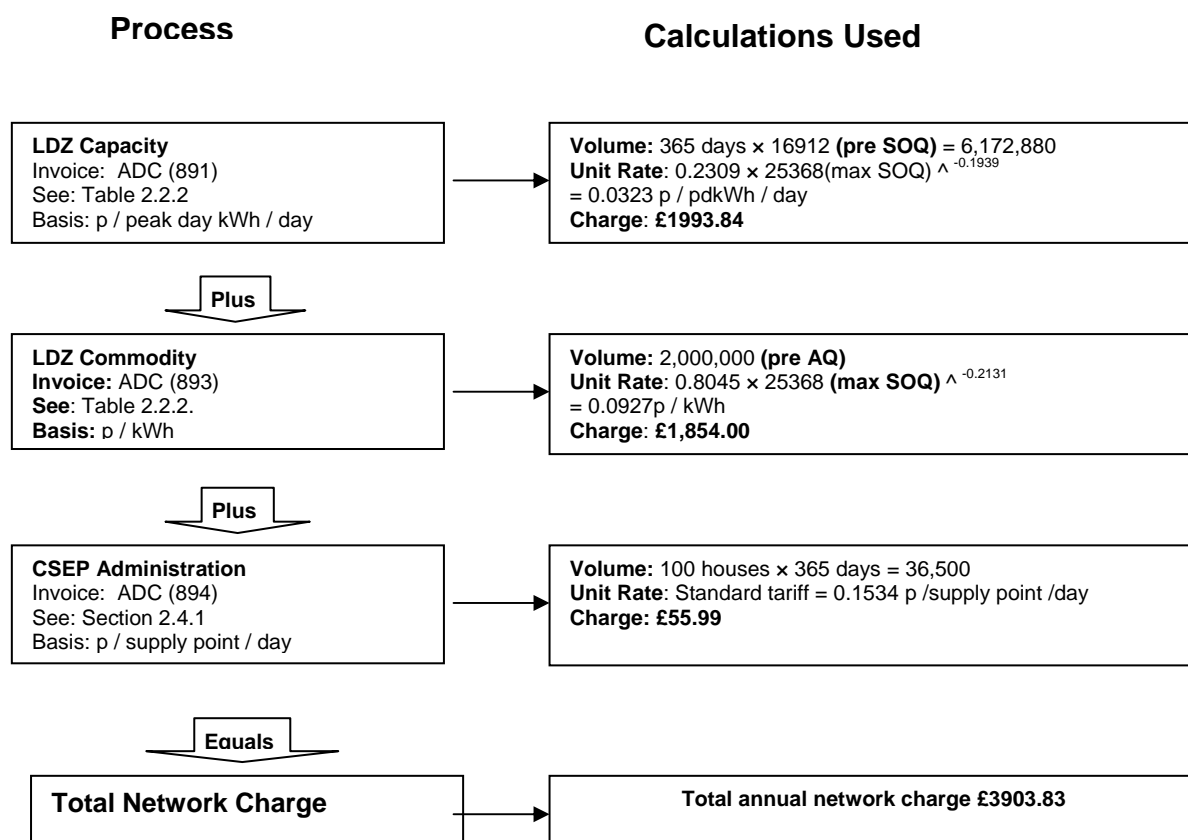 Process
Calculations Used
LDZ Capacity
Invoice: ADC (891)
See: Table 2.2.2
Basis: p / peak day kWh / day
Volume: 365 days × 16912 (pre SOQ) = 6,172,880
Unit Rate: 0.2309 × 25368(max SOQ) ^ -0.1939
= 0.0323 p / pdkWh / day
Charge: £1993.84
Plus
LDZ Commodity
Invoice: ADC (893)
See: Table 2.2.2.
Basis: p / kWh
Volume: 2,000,000 (pre AQ)
Unit Rate: 0.8045 × 25368 (max SOQ) ^ -0.2131
= 0.0927p / kWh
Charge: £1,854.00
Plus
CSEP Administration
Invoice: ADC (894)
See: Section 2.4.1
Basis: p / supply point / day
Volume: 100 houses × 365 days = 36,500
Unit Rate: Standard tariff = 0.1534 p /supply point /day
Charge: £55.99
Equals
Total Network Charge
Total annual network charge £3903.83